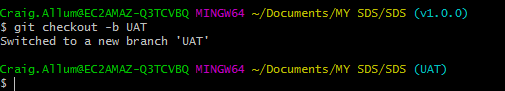 Craig.Allum@EC2AMAZ-Q3TCVBQ MINGW64 ~/Documents/MY SDS/SDS (v1.0.0)
$ git checkout -b UAT
Switched to a new branch 'UAT'
Craig.Allum@EC2AMAZ-Q3TCVBQ MINGW64 ~/Documents/MY SDS/SDS (UAT)
$